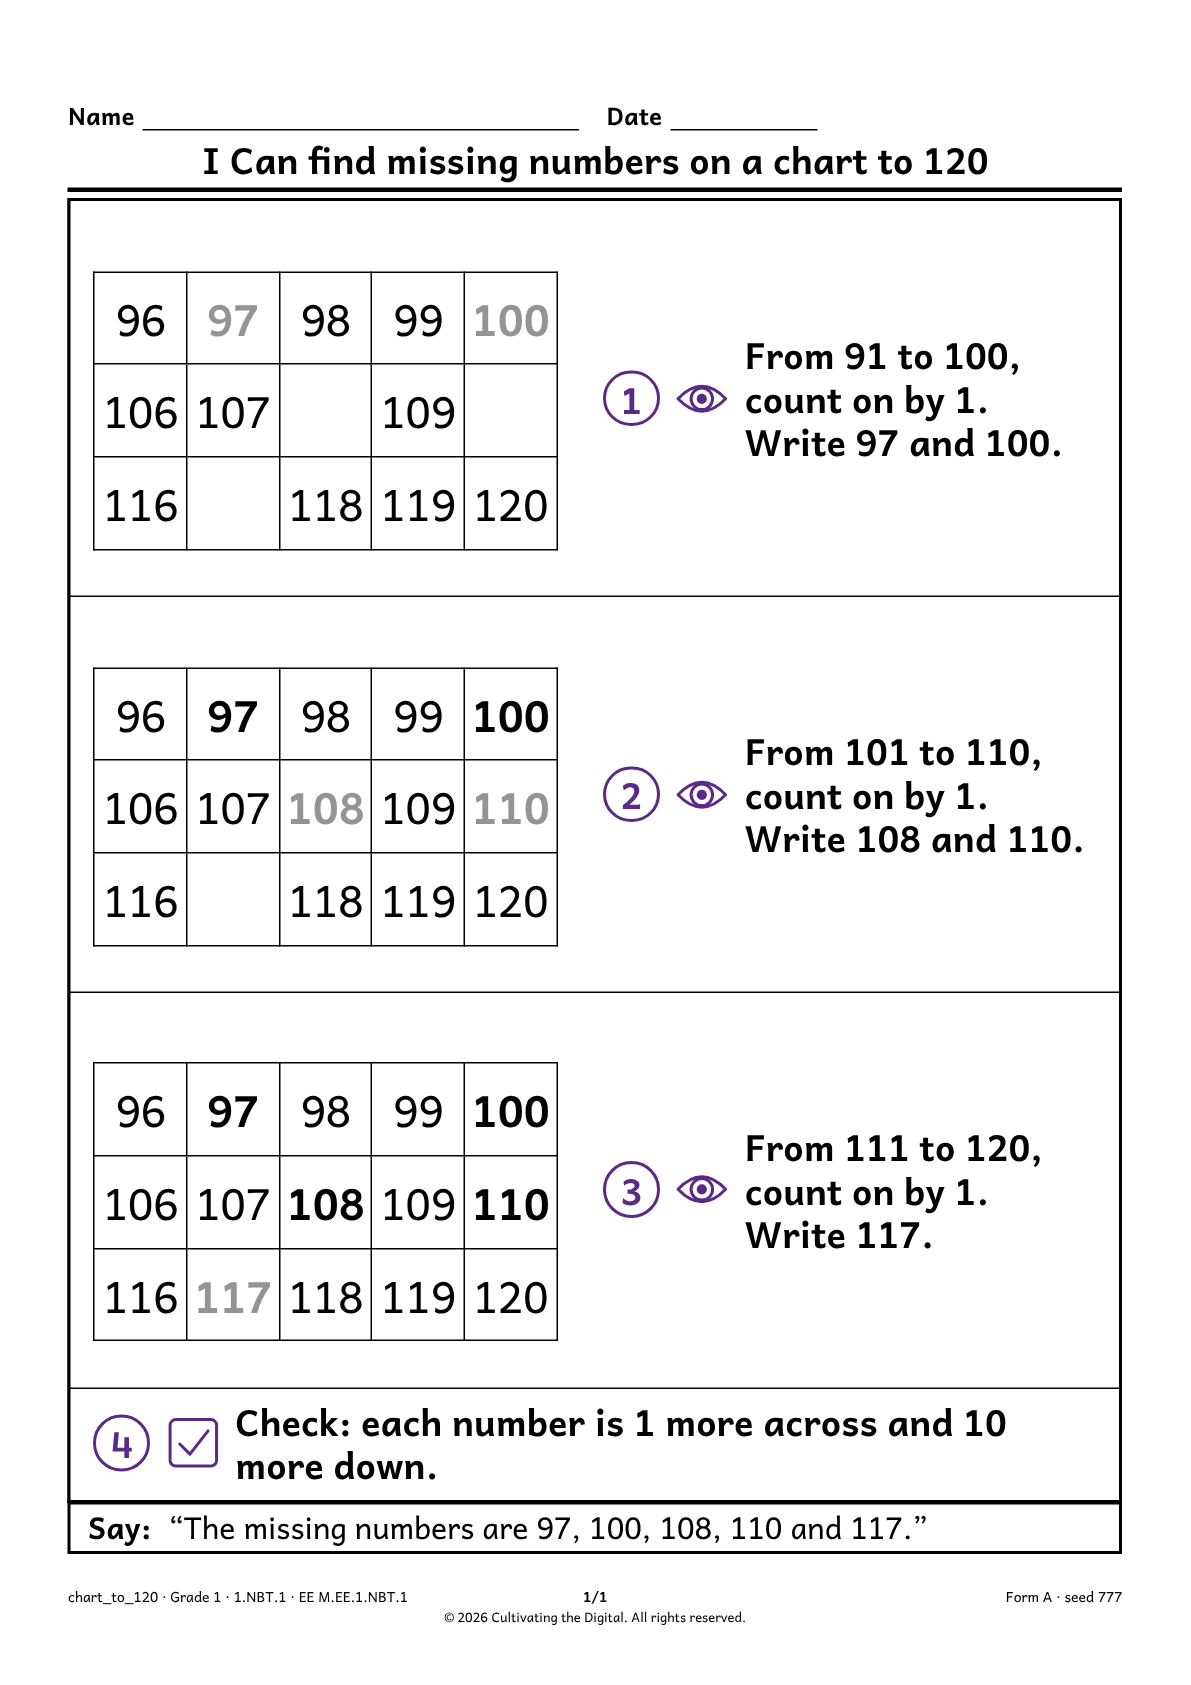 Name Date
I Can find missing numbers on a chart to 120
96 97 98 99 100
106 107 109
116 118 119 120
1
From 91 to 100,
count on by 1.
Write 97 and 100.
96 97 98 99 100
106 107 108 109 110
116 118 119 120
2
From 101 to 110,
count on by 1.
Write 108 and 110.
96 97 98 99 100
106 107 108 109 110
116 117 118 119 120
3
From 111 to 120,
count on by 1.
Write 117.
4
Check: each number is 1 more across and 10
more down.
Say: “The missing numbers are 97, 100, 108, 110 and 117.”
chart_to_120 · Grade 1 · 1.NBT.1 · EE M.EE.1.NBT.1 1/1 Form A · seed 777
© 2026 Cultivating the Digital. All rights reserved.